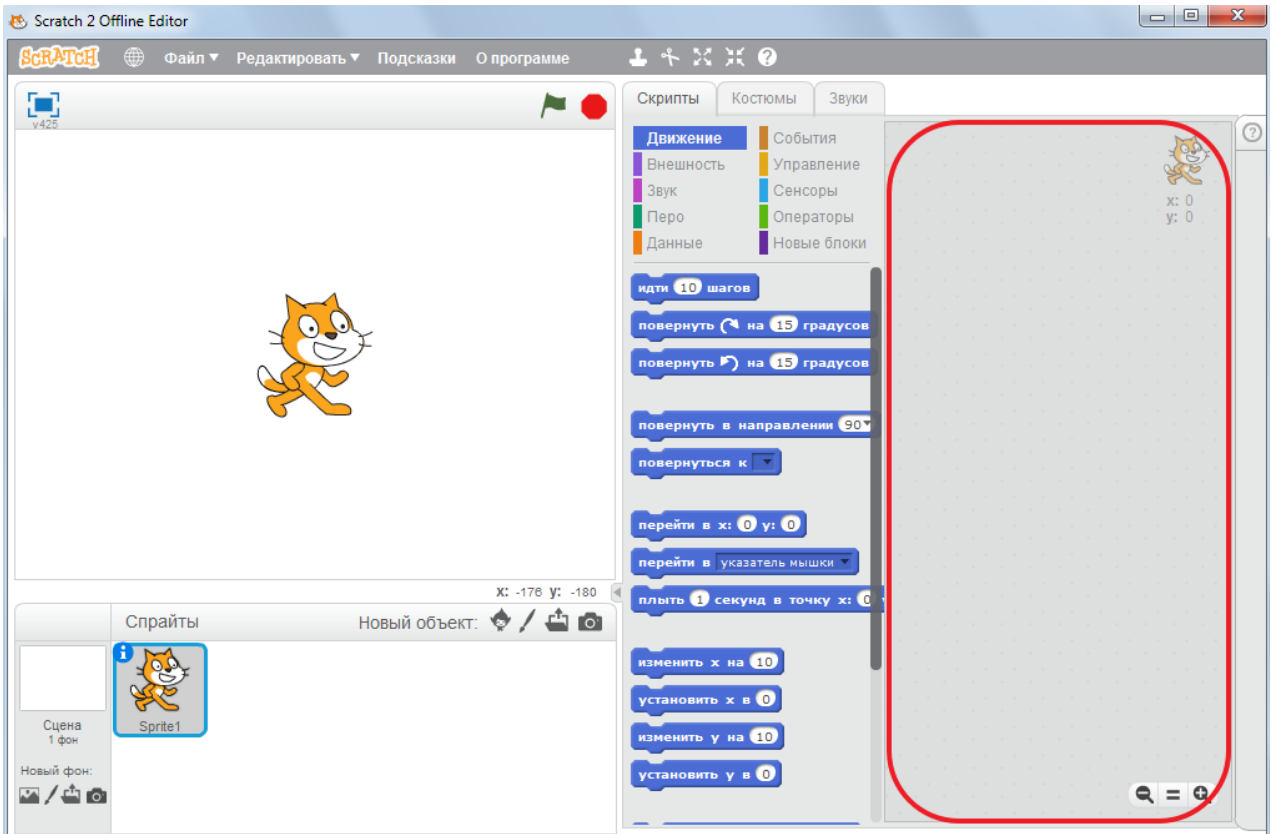 Scratch 2 Offline Editor
SCRATCH Файл Редактировать Подсказки О программе
v425
Скрипты Костюмы Звуки
Движение События
Внешность Управление
Звук Сенсоры
Перо Операторы
Данные Новые блоки
x: 0
y: 0
идти 10 шагов
повернуть на 15 градусов
повернуть на 15 градусов
повернуть в направлении 90
повернуться к
перейти в x: 0 y: 0
перейти в указатель мышки
плыть 1 секунд в точку x: 0
изменить x на 10
установить x в 0
изменить y на 10
установить y в 0
X: -176 Y: -180
Спрайты Новый объект:
Sprite1
Сцена
1 фон
Новый фон: